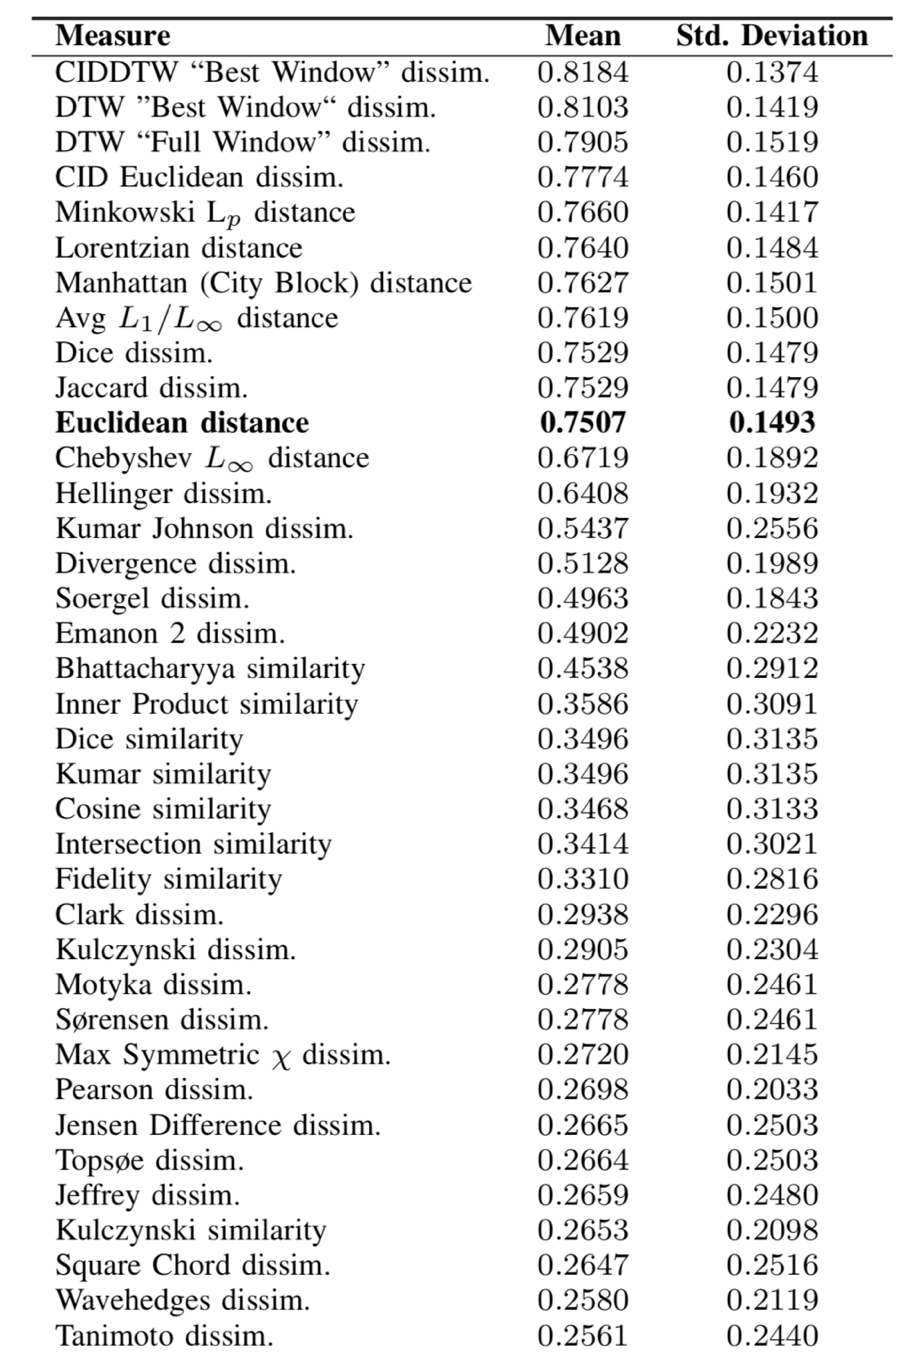 Measure Mean Std. Deviation
CIDDTW “Best Window” dissim. 0.8184 0.1374
DTW ”Best Window“ dissim. 0.8103 0.1419
DTW “Full Window” dissim. 0.7905 0.1519
CID Euclidean dissim. 0.7774 0.1460
Minkowski Lp distance 0.7660 0.1417
Lorentzian distance 0.7640 0.1484
Manhattan (City Block) distance 0.7627 0.1501
Avg L1/L∞ distance 0.7619 0.1500
Dice dissim. 0.7529 0.1479
Jaccard dissim. 0.7529 0.1479
Euclidean distance 0.7507 0.1493
Chebyshev L∞ distance 0.6719 0.1892
Hellinger dissim. 0.6408 0.1932
Kumar Johnson dissim. 0.5437 0.2556
Divergence dissim. 0.5128 0.1989
Soergel dissim. 0.4963 0.1843
Emanon 2 dissim. 0.4902 0.2232
Bhattacharyya similarity 0.4538 0.2912
Inner Product similarity 0.3586 0.3091
Dice similarity 0.3496 0.3135
Kumar similarity 0.3496 0.3135
Cosine similarity 0.3468 0.3133
Intersection similarity 0.3414 0.3021
Fidelity similarity 0.3310 0.2816
Clark dissim. 0.2938 0.2296
Kulczynski dissim. 0.2905 0.2304
Motyka dissim. 0.2778 0.2461
Sørensen dissim. 0.2778 0.2461
Max Symmetric χ dissim. 0.2720 0.2145
Pearson dissim. 0.2698 0.2033
Jensen Difference dissim. 0.2665 0.2503
Topsøe dissim. 0.2664 0.2503
Jeffrey dissim. 0.2659 0.2480
Kulczynski similarity 0.2653 0.2098
Square Chord dissim. 0.2647 0.2516
Wavehedges dissim. 0.2580 0.2119
Tanimoto dissim. 0.2561 0.2440